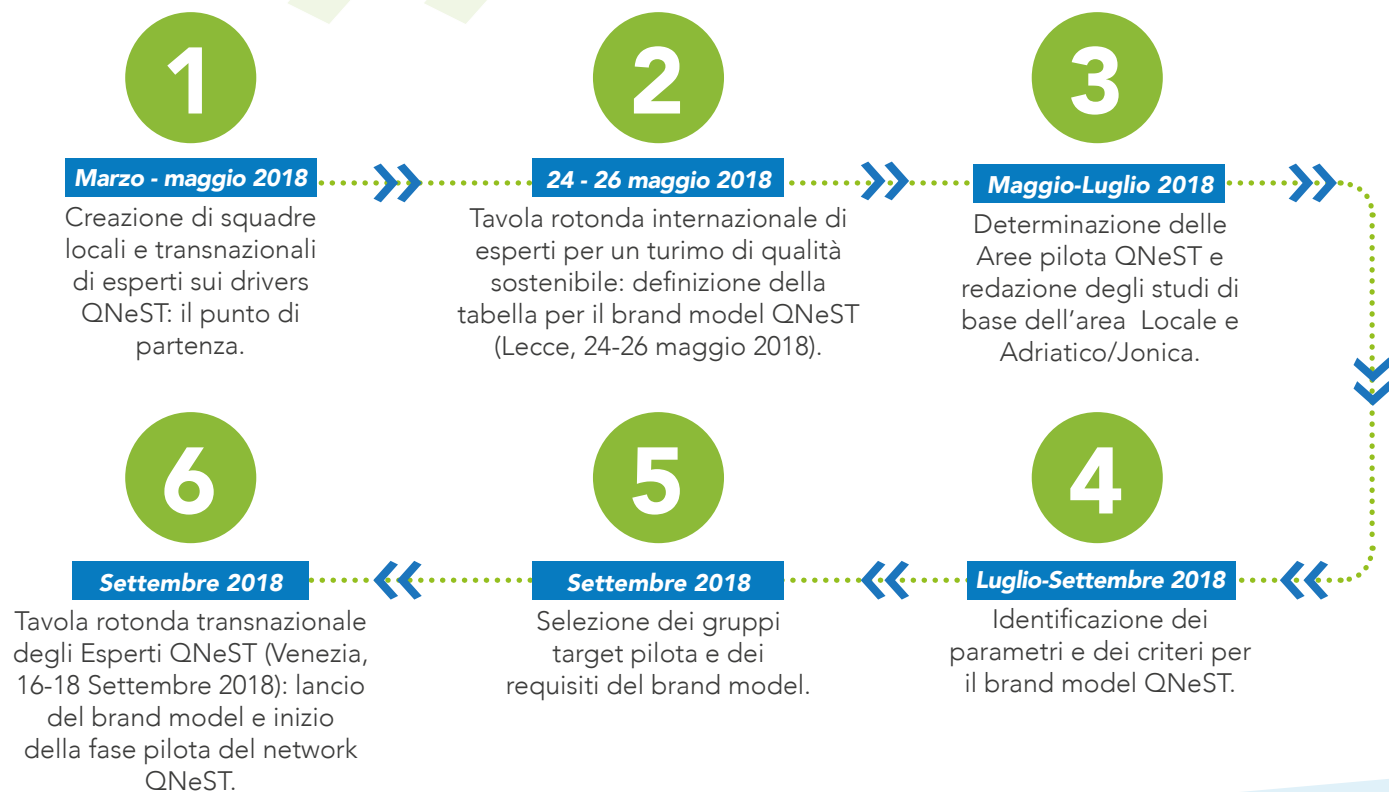 1
Marzo - maggio 2018
Creazione di squadre
locali e transnazionali
di esperti sui drivers
QNeST: il punto di
partenza.
2
24 - 26 maggio 2018
Tavola rotonda internazionale di
esperti per un turimo di qualità
sostenibile: definizione della
tabella per il brand model QNeST
(Lecce, 24-26 maggio 2018).
3
Maggio-Luglio 2018
Determinazione delle
Aree pilota QNeST e
redazione degli studi di
base dell’area Locale e
Adriatico/Jonica.
4
Luglio-Settembre 2018
Identificazione dei
parametri e dei criteri per
il brand model QNeST.
5
Settembre 2018
Selezione dei gruppi
target pilota e dei
requisiti del brand model.
6
Settembre 2018
Tavola rotonda transnazionale
degli Esperti QNeST (Venezia,
16-18 Settembre 2018): lancio
del brand model e inizio
della fase pilota del network
QNeST.